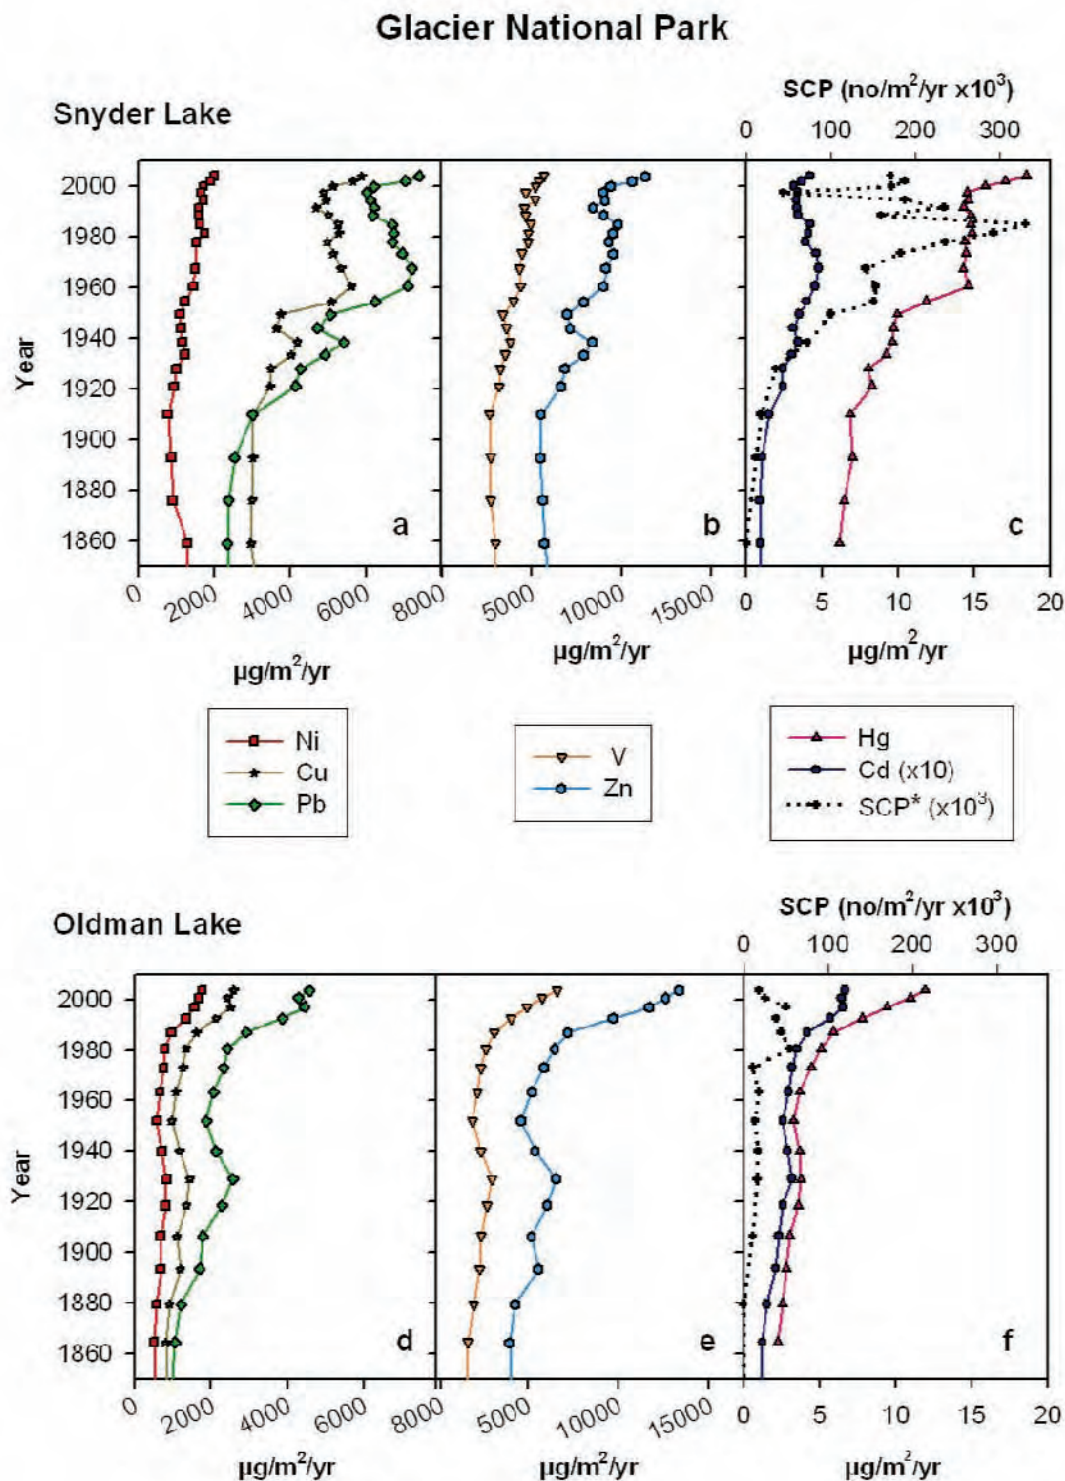 Glacier National Park
Snyder Lake
SCP (no/m²/yr x10³)
0 100 200 300
Year
2000
1980
1960
1940
1920
1900
1880
1860
a
b
c
0 2000 4000 6000 8000 5000 10000 15000 0 5 10 15 20
µg/m²/yr
µg/m²/yr
µg/m²/yr
Ni
Cu
Pb
V
Zn
Hg
Cd (x10)
SCP* (x10³)
Oldman Lake
SCP (no/m²/yr x10³)
0 100 200 300
Year
2000
1980
1960
1940
1920
1900
1880
1860
d
e
f
0 2000 4000 6000 8000 5000 10000 15000 0 5 10 15 20
µg/m²/yr
µg/m²/yr
µg/m²/yr